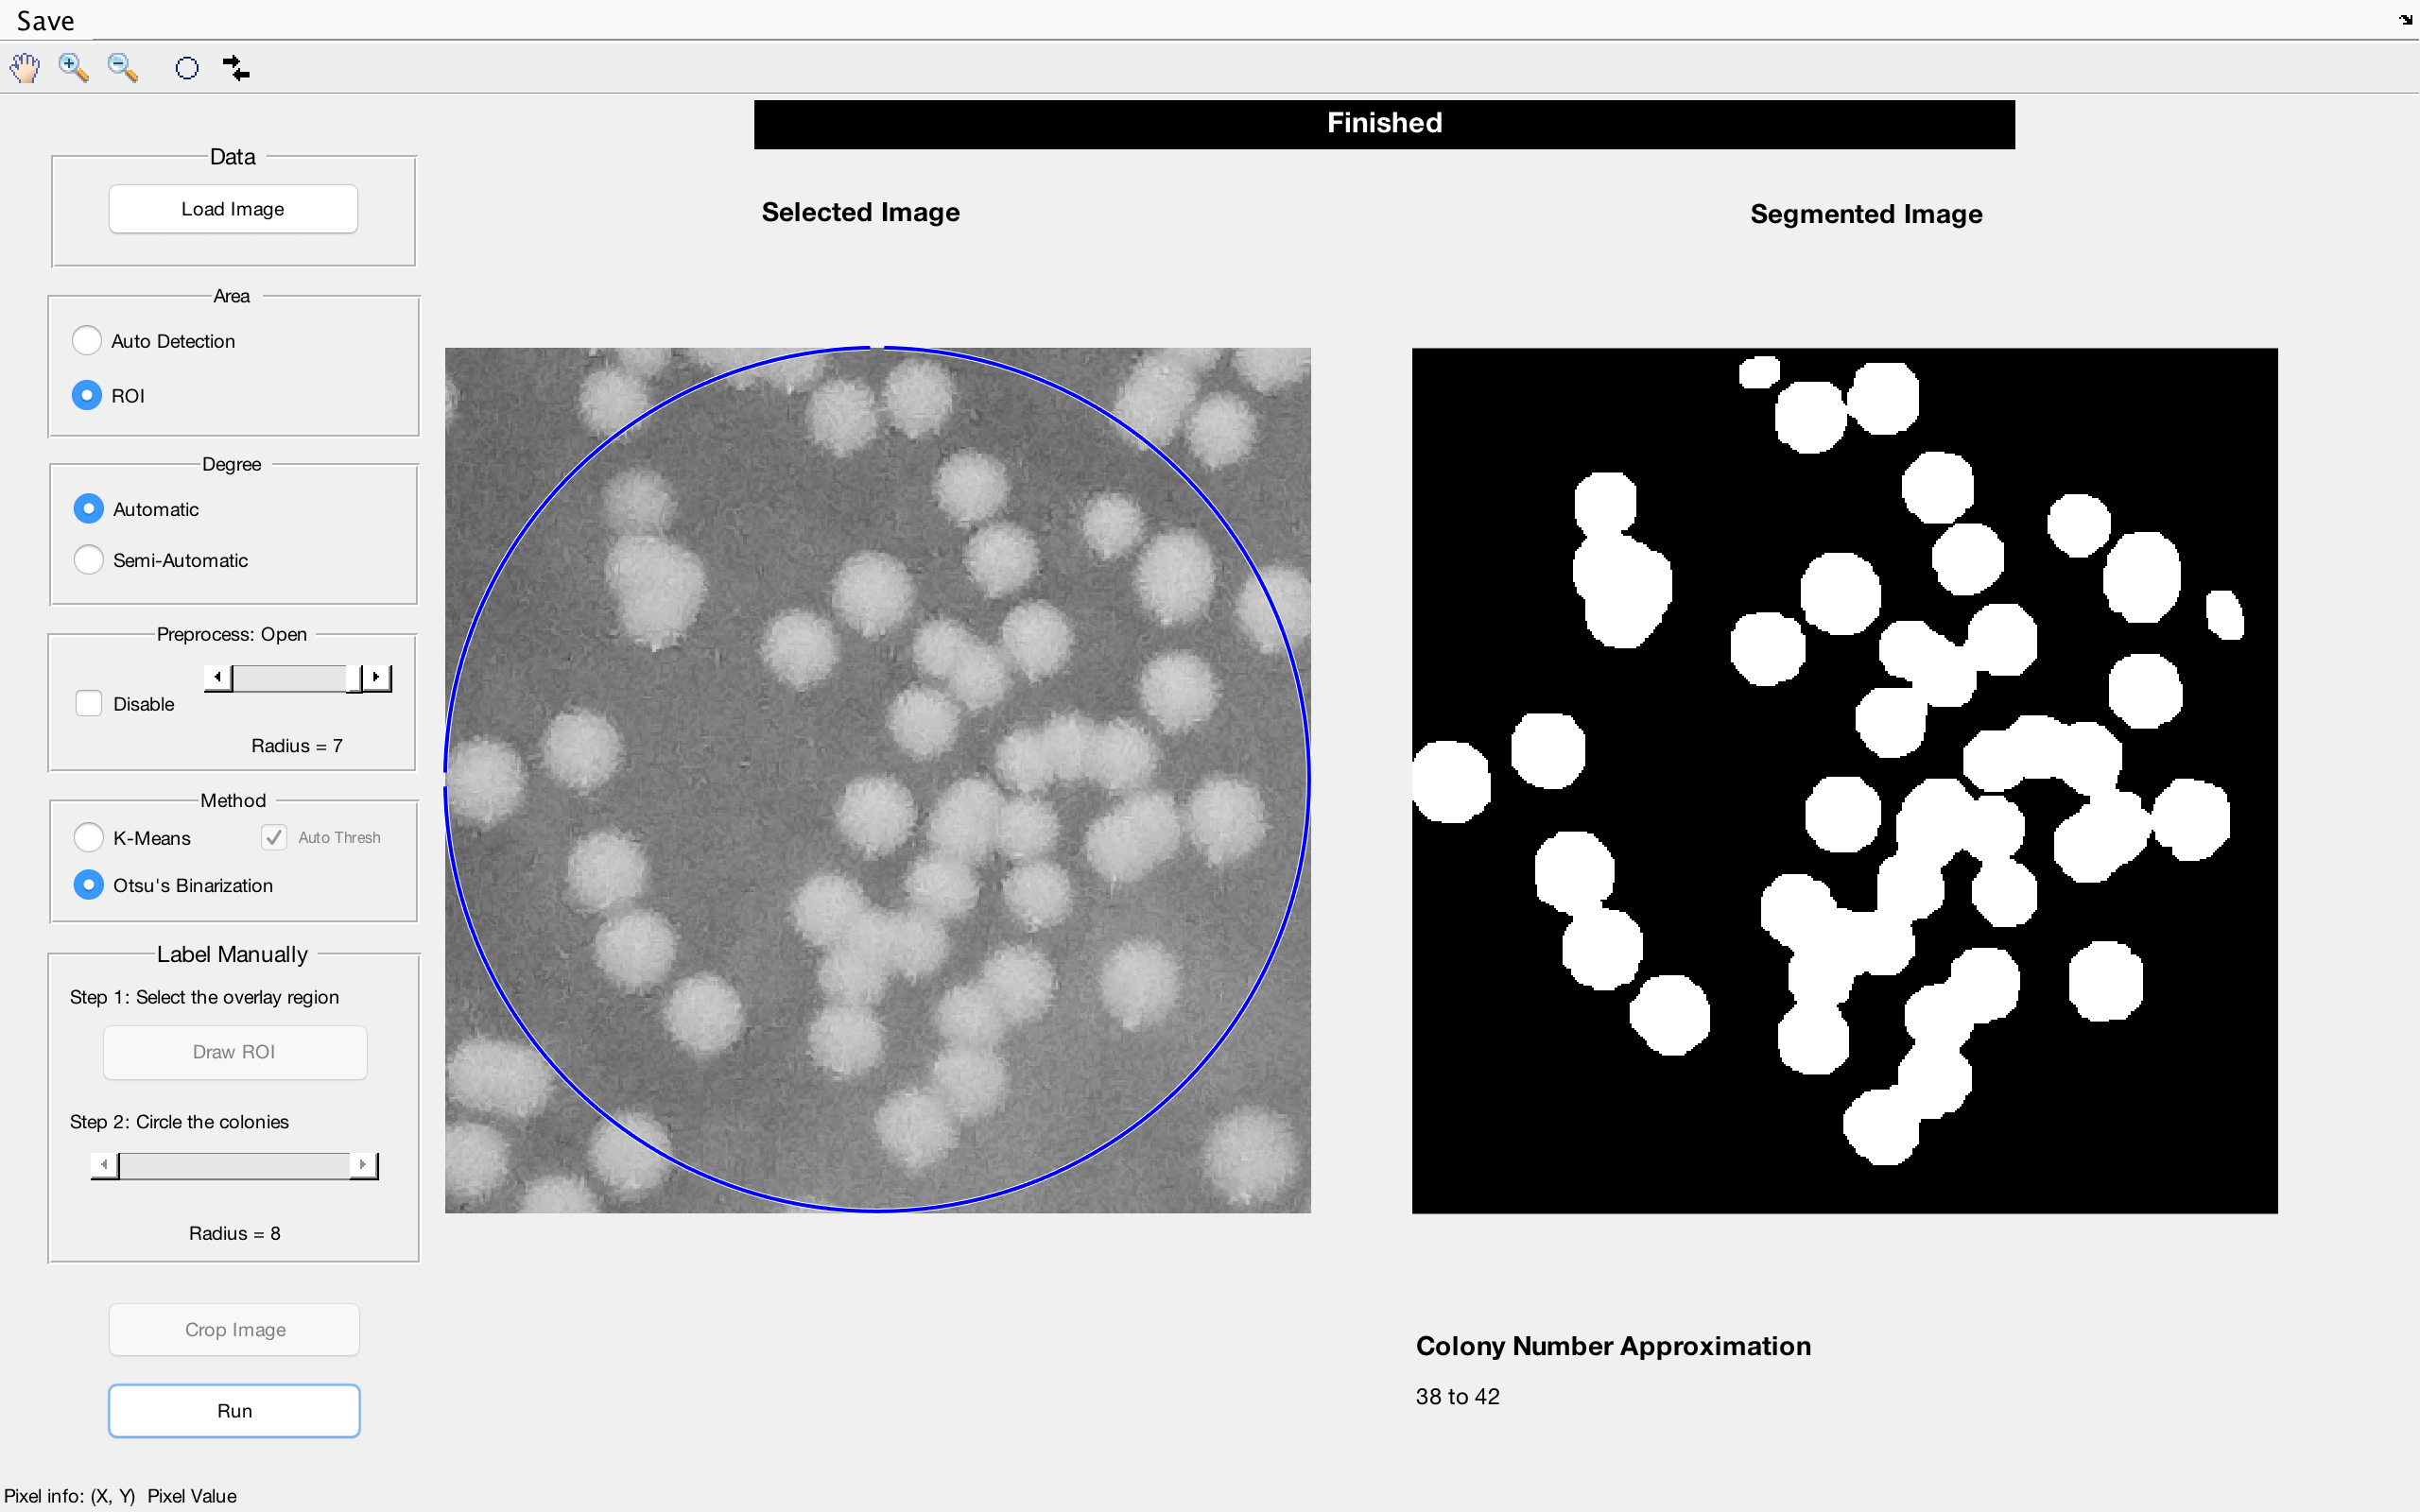 Save
Finished
Data
Load Image
Selected Image
Segmented Image
Area
Auto Detection
ROI
Degree
Automatic
Semi-Automatic
Preprocess: Open
Disable
Radius = 7
Method
K-Means
Auto Thresh
Otsu's Binarization
Label Manually
Step 1: Select the overlay region
Draw ROI
Step 2: Circle the colonies
Radius = 8
Crop Image
Run
Colony Number Approximation
38 to 42
Pixel info: (X, Y) Pixel Value